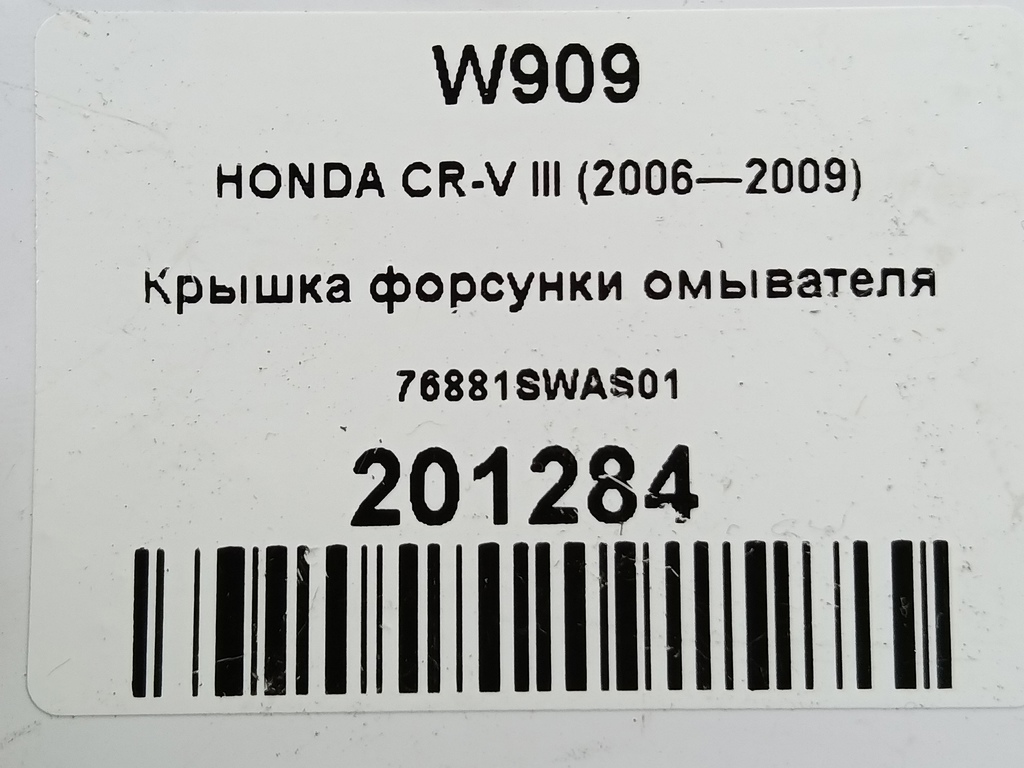 W909
HONDA CR-V III (2006—2009)
Крышка форсунки омывателя
76881SWAS01
201284